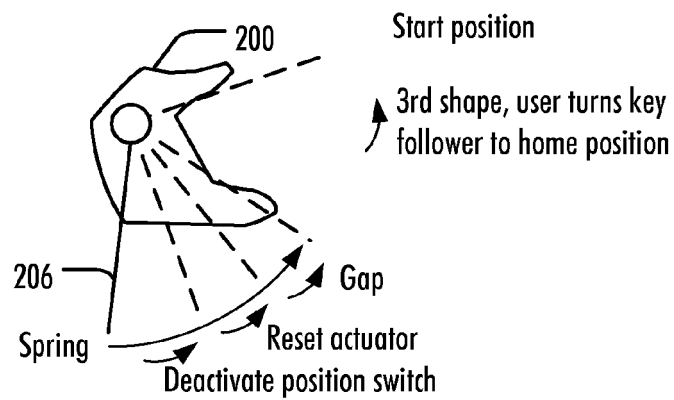 200
Start position
3rd shape, user turns key
follower to home position
206
Gap
Spring
Reset actuator
Deactivate position switch